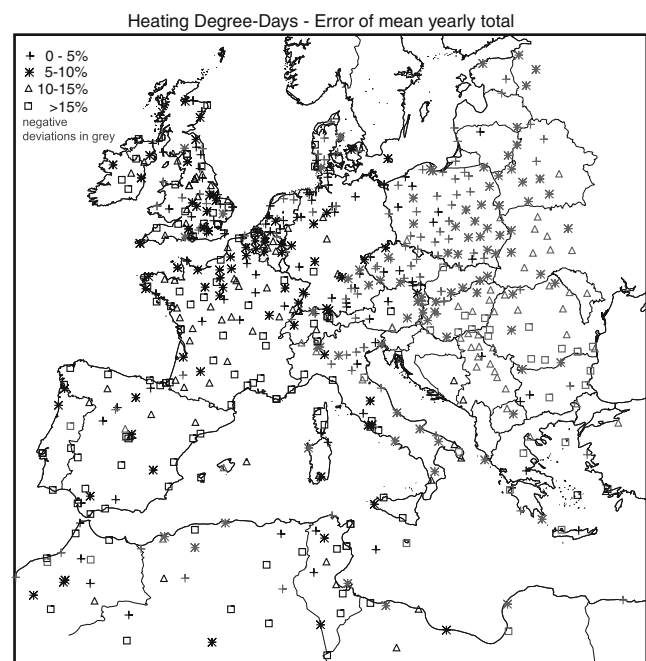 Heating Degree-Days - Error of mean yearly total
0 - 5%
5-10%
10-15%
>15%
negative
deviations in grey